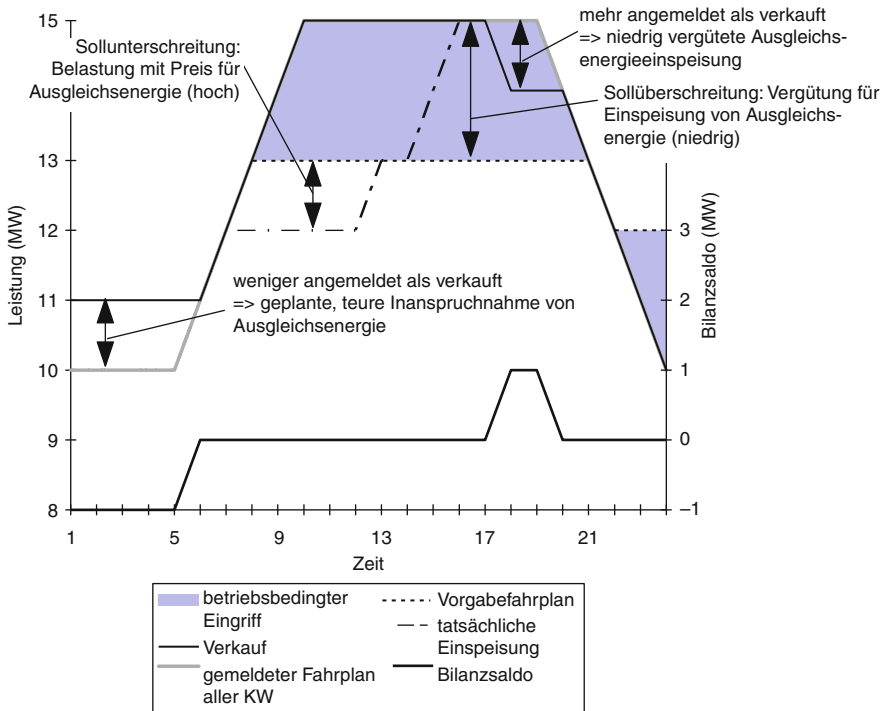 15
13
12
11
10
9
8
Leistung (MW)
Sollunterschreitung:
Belastung mit Preis für
Ausgleichsenergie (hoch)
mehr angemeldet als verkauft
=> niedrig vergütete Ausgleichs-
energieeinspeisung
Sollüberschreitung: Vergütung für
Einspeisung von Ausgleichs-
energie (niedrig)
weniger angemeldet als verkauft
=> geplante, teure Inanspruchnahme von
Ausgleichsenergie
3
2
1
0
−1
Bilanzsaldo (MW)
1 5 9 13 17 21
Zeit
betriebsbedingter
Eingriff
Verkauf
gemeldeter Fahrplan
aller KW
Vorgabefahrplan
tatsächliche
Einspeisung
Bilanzsaldo